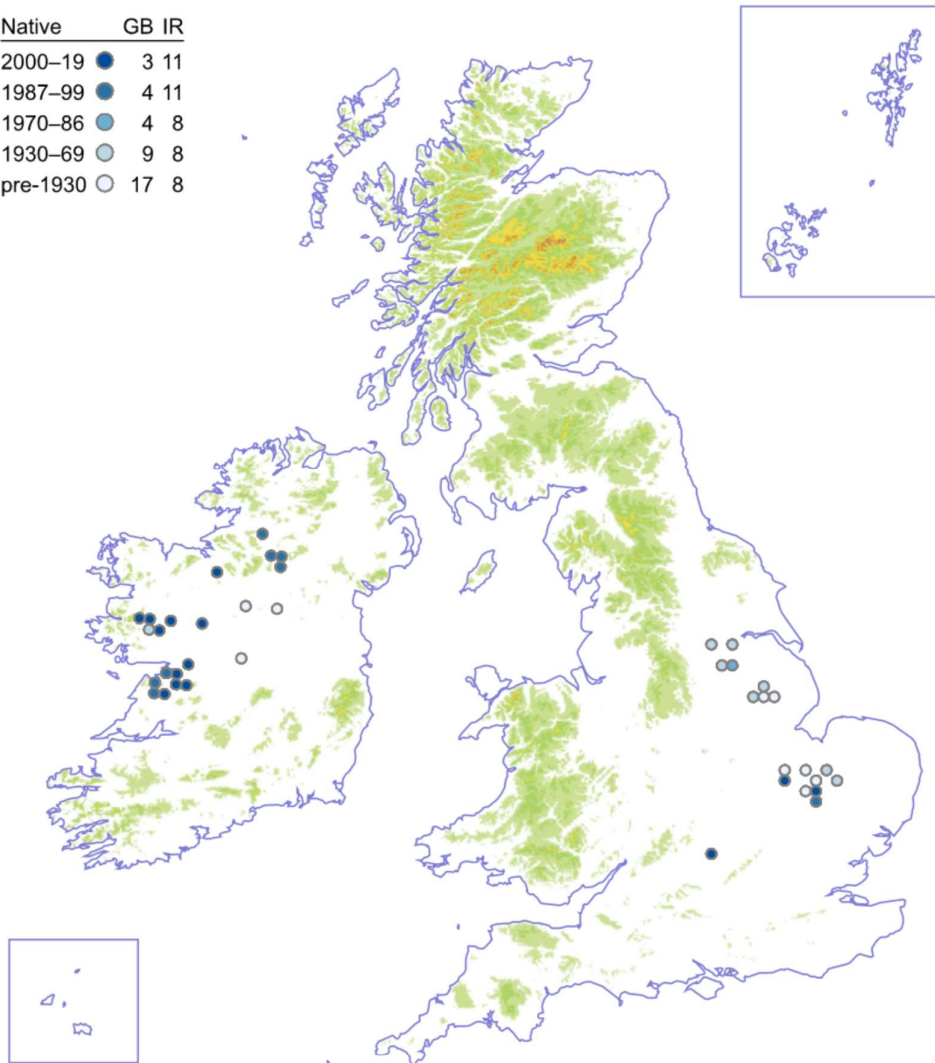 Native GB IR
2000–19 3 11
1987–99 4 11
1970–86 4 8
1930–69 9 8
pre-1930 17 8